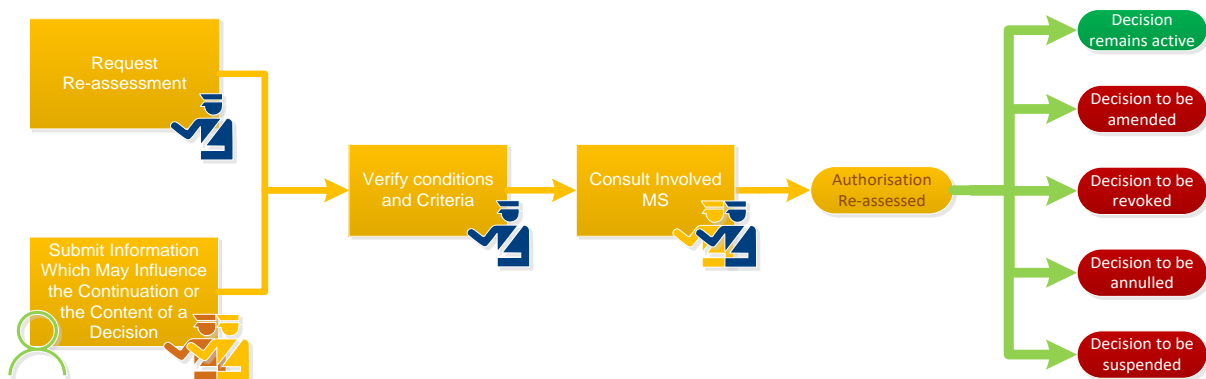 Request
Re-assessment
Submit Information
Which May Influence
the Continuation or
the Content of a
Decision
Verify conditions
and Criteria
Consult Involved
MS
Authorisation
Re-assessed
Decision
remains active
Decision to be
amended
Decision to be
revoked
Decision to be
annulled
Decision to be
suspended